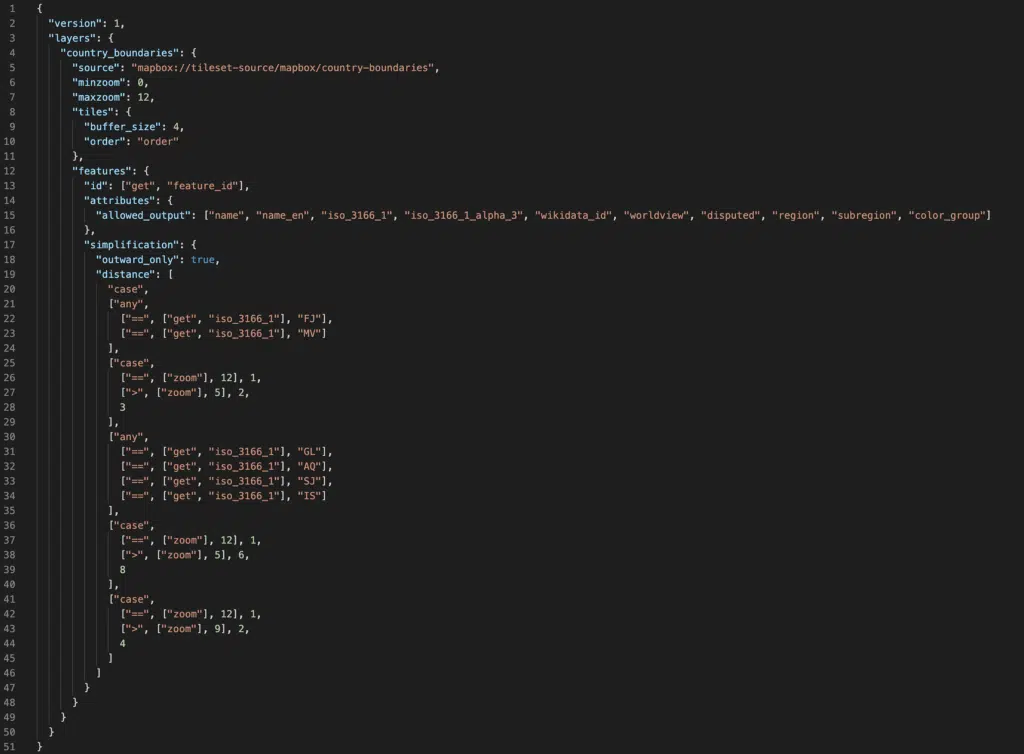 1 {
2 "version": 1,
3 "layers": {
4 "country_boundaries": {
5 "source": "mapbox://tileset-source/mapbox/country-boundaries",
6 "minzoom": 0,
7 "maxzoom": 12,
8 "tiles": {
9 "buffer_size": 4,
10 "order": "order"
11 },
12 "features": {
13 "id": ["get", "feature_id"],
14 "attributes": {
15 "allowed_output": ["name", "name_en", "iso_3166_1", "iso_3166_1_alpha_3", "wikidata_id", "worldview", "disputed", "region", "subregion", "color_group"]
16 },
17 "simplification": {
18 "outward_only": true,
19 "distance": [
20 "case",
21 ["any",
22 ["==", ["get", "iso_3166_1"], "FJ"],
23 ["==", ["get", "iso_3166_1"], "MV"]
24 ],
25 ["case",
26 ["==", ["zoom"], 12], 1,
27 [">", ["zoom"], 5], 2,
28 3
29 ],
30 ["any",
31 ["==", ["get", "iso_3166_1"], "GL"],
32 ["==", ["get", "iso_3166_1"], "AQ"],
33 ["==", ["get", "iso_3166_1"], "SJ"],
34 ["==", ["get", "iso_3166_1"], "IS"]
35 ],
36 ["case",
37 ["==", ["zoom"], 12], 1,
38 [">", ["zoom"], 5], 6,
39 8
40 ],
41 ["case",
42 ["==", ["zoom"], 12], 1,
43 [">", ["zoom"], 9], 2,
44 4
45 ]
46 ]
47 }
48 }
49 }
50 }
51 }